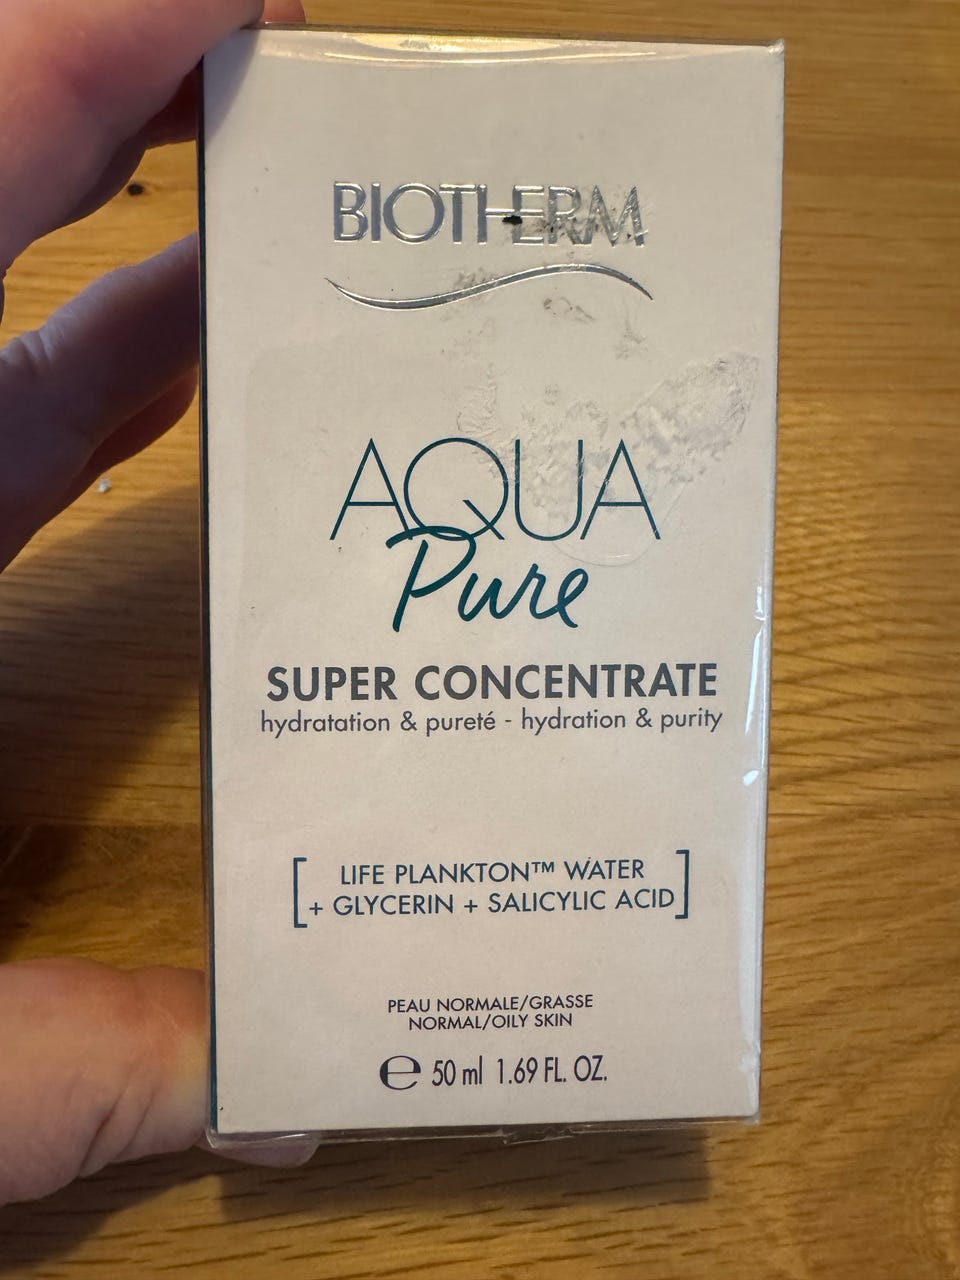 BIOTHERM
AQUA
Pure
SUPER CONCENTRATE
hydratation & pureté - hydration & purity
[LIFE PLANKTON™ WATER
+ GLYCERIN + SALICYLIC ACID]
PEAU NORMALE/GRASSE
NORMAL/OILY SKIN
℮ 50 ml 1.69 FL. OZ.